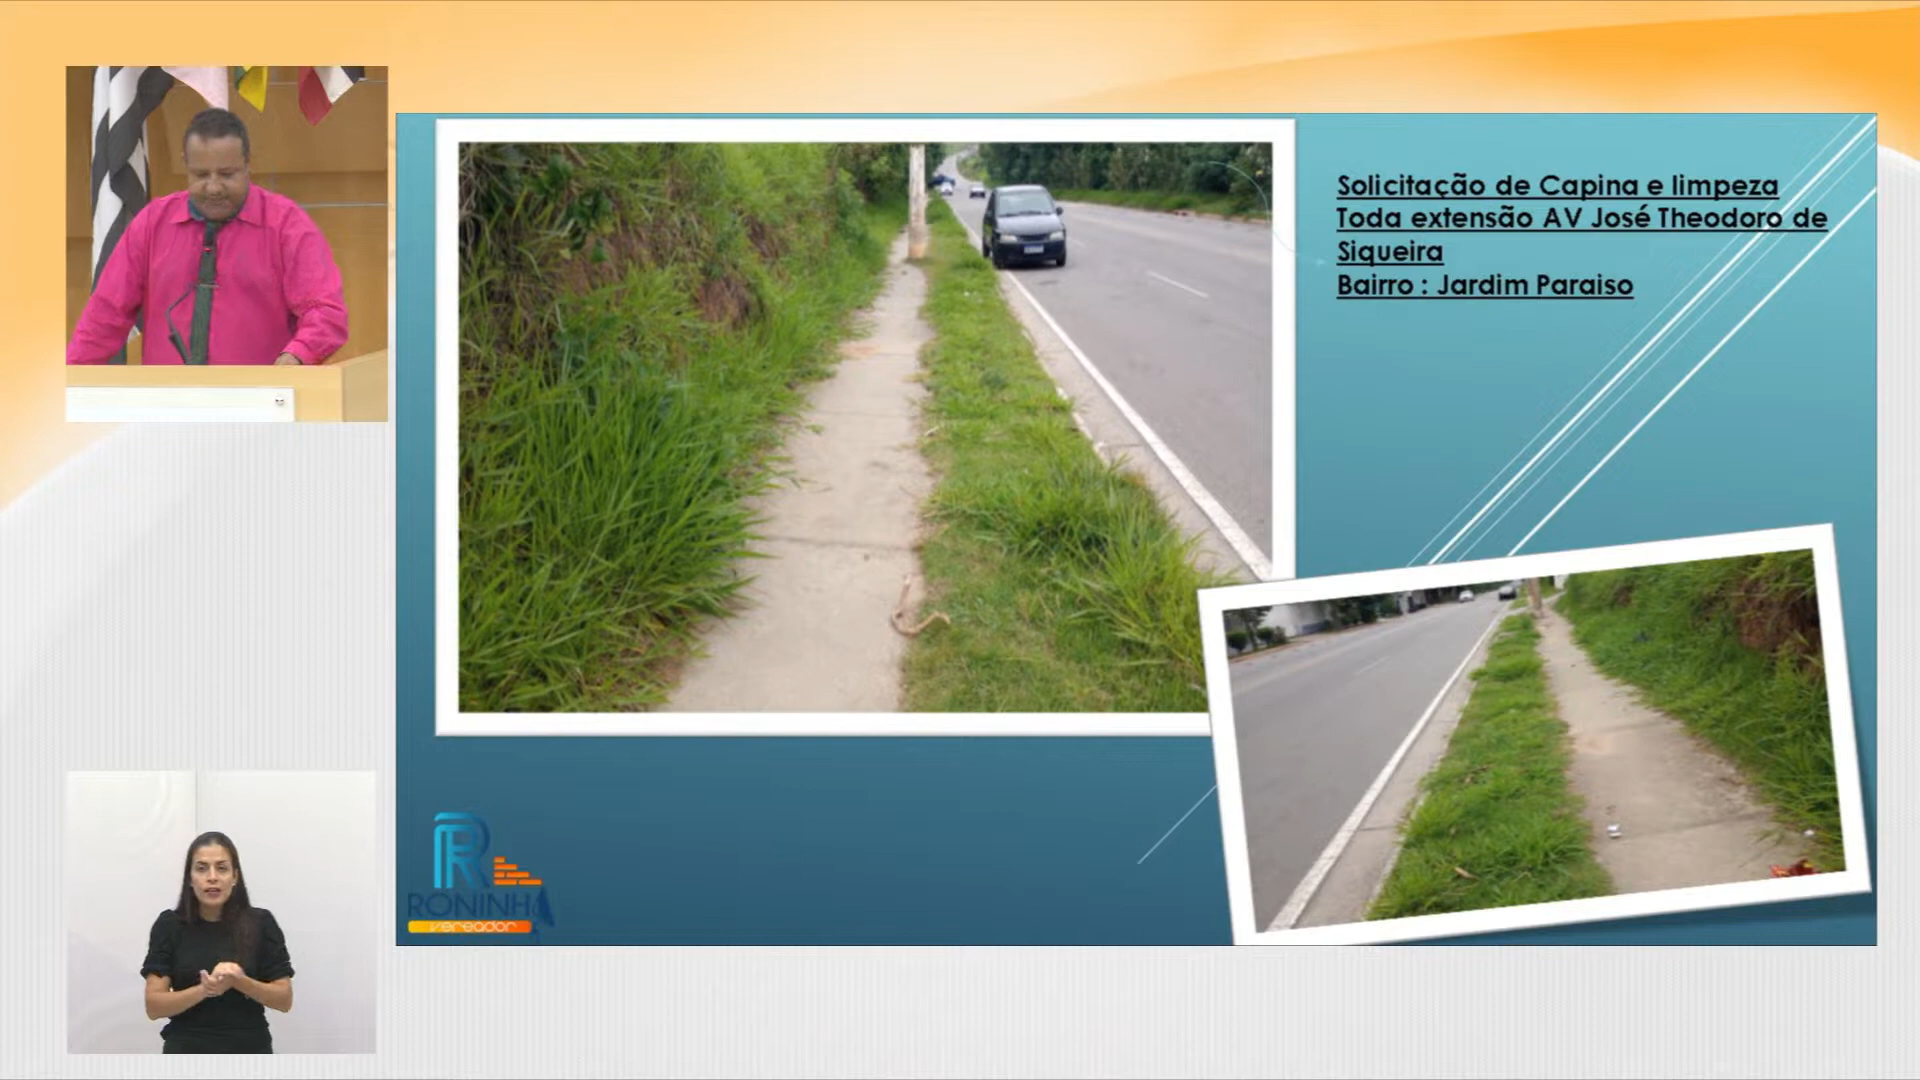 Solicitação de Capina e limpeza
Toda extensão AV José Theodoro de
Siqueira
Bairro : Jardim Paraiso
RONINHA
vereador